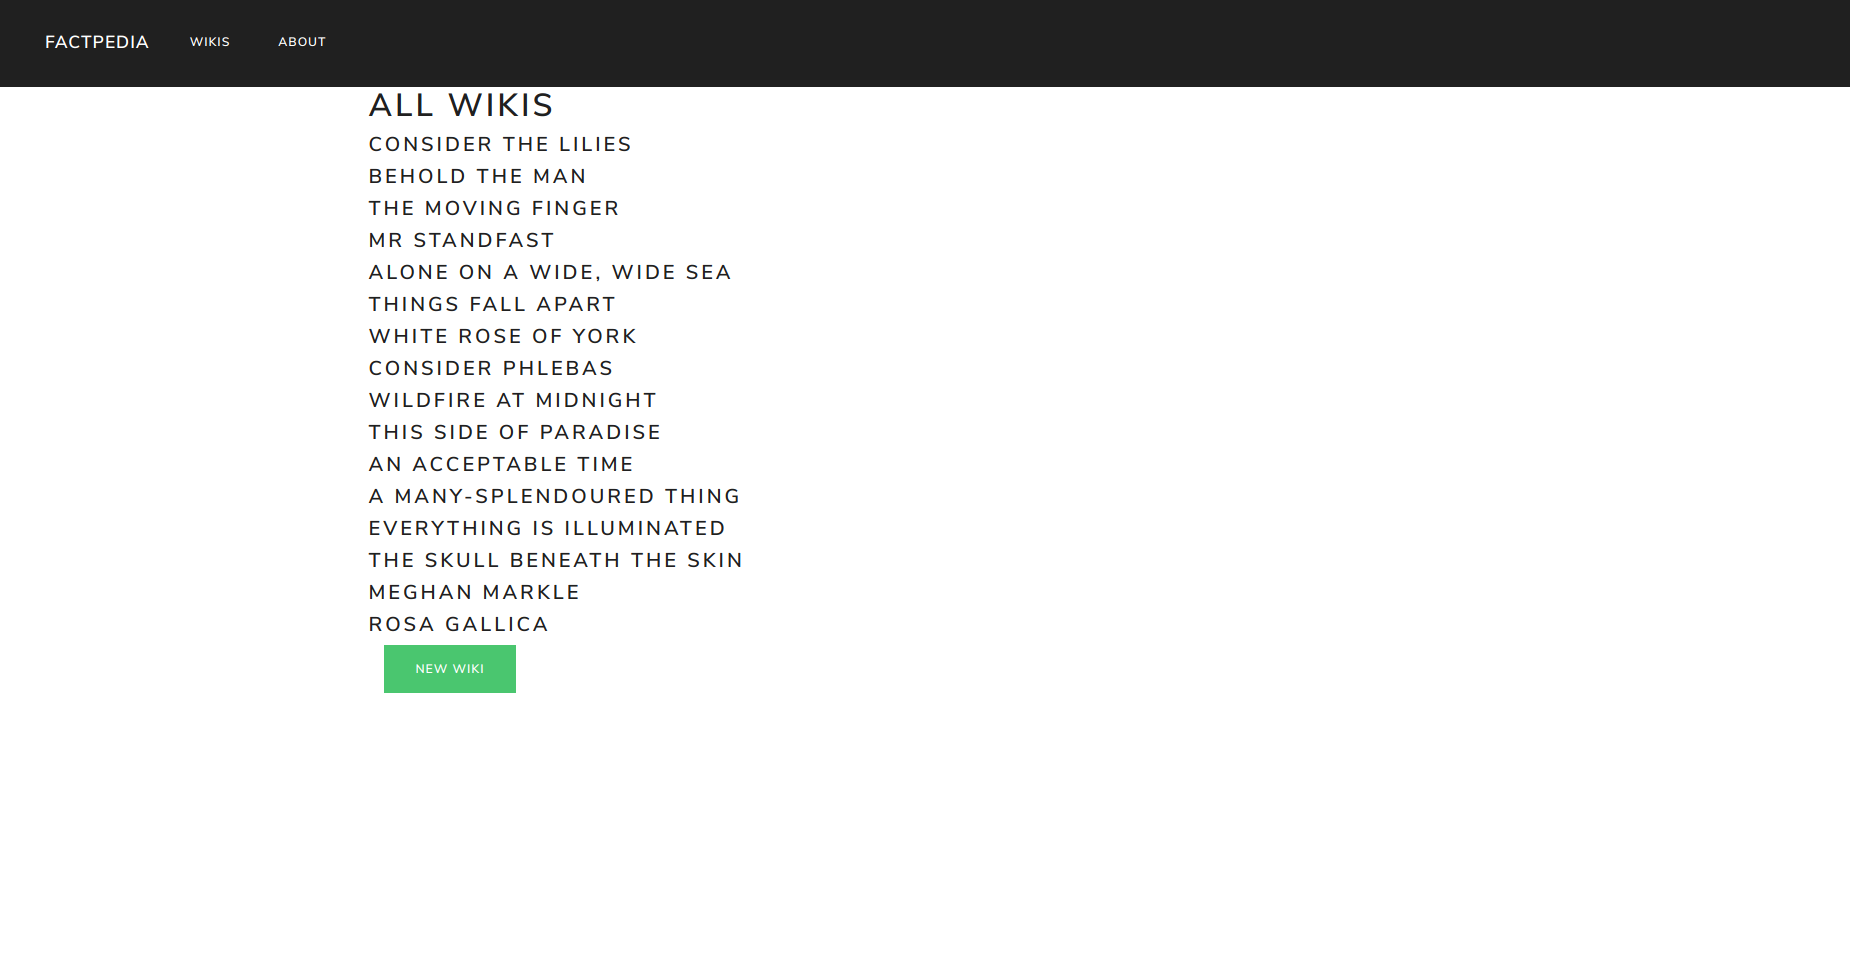 FACTPEDIA WIKIS ABOUT
ALL WIKIS
CONSIDER THE LILIES
BEHOLD THE MAN
THE MOVING FINGER
MR STANDFAST
ALONE ON A WIDE, WIDE SEA
THINGS FALL APART
WHITE ROSE OF YORK
CONSIDER PHLEBAS
WILDFIRE AT MIDNIGHT
THIS SIDE OF PARADISE
AN ACCEPTABLE TIME
A MANY-SPLENDOURED THING
EVERYTHING IS ILLUMINATED
THE SKULL BENEATH THE SKIN
MEGHAN MARKLE
ROSA GALLICA
NEW WIKI